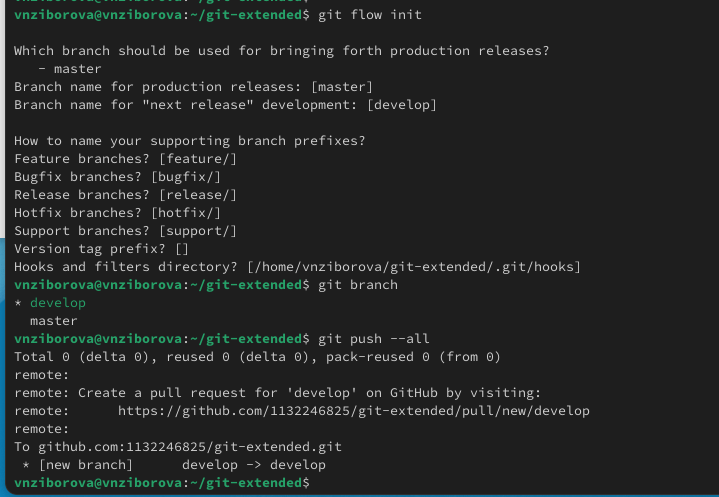 vnziborova@vnziborova:~/git-extended$ git flow init

Which branch should be used for bringing forth production releases?
   - master
Branch name for production releases: [master]
Branch name for "next release" development: [develop]

How to name your supporting branch prefixes?
Feature branches? [feature/]
Bugfix branches? [bugfix/]
Release branches? [release/]
Hotfix branches? [hotfix/]
Support branches? [support/]
Version tag prefix? []
Hooks and filters directory? [/home/vnziborova/git-extended/.git/hooks]
vnziborova@vnziborova:~/git-extended$ git branch
* develop
  master
vnziborova@vnziborova:~/git-extended$ git push --all
Total 0 (delta 0), reused 0 (delta 0), pack-reused 0 (from 0)
remote:
remote: Create a pull request for 'develop' on GitHub by visiting:
remote:      https://github.com/1132246825/git-extended/pull/new/develop
remote:
To github.com:1132246825/git-extended.git
 * [new branch]      develop -> develop
vnziborova@vnziborova:~/git-extended$